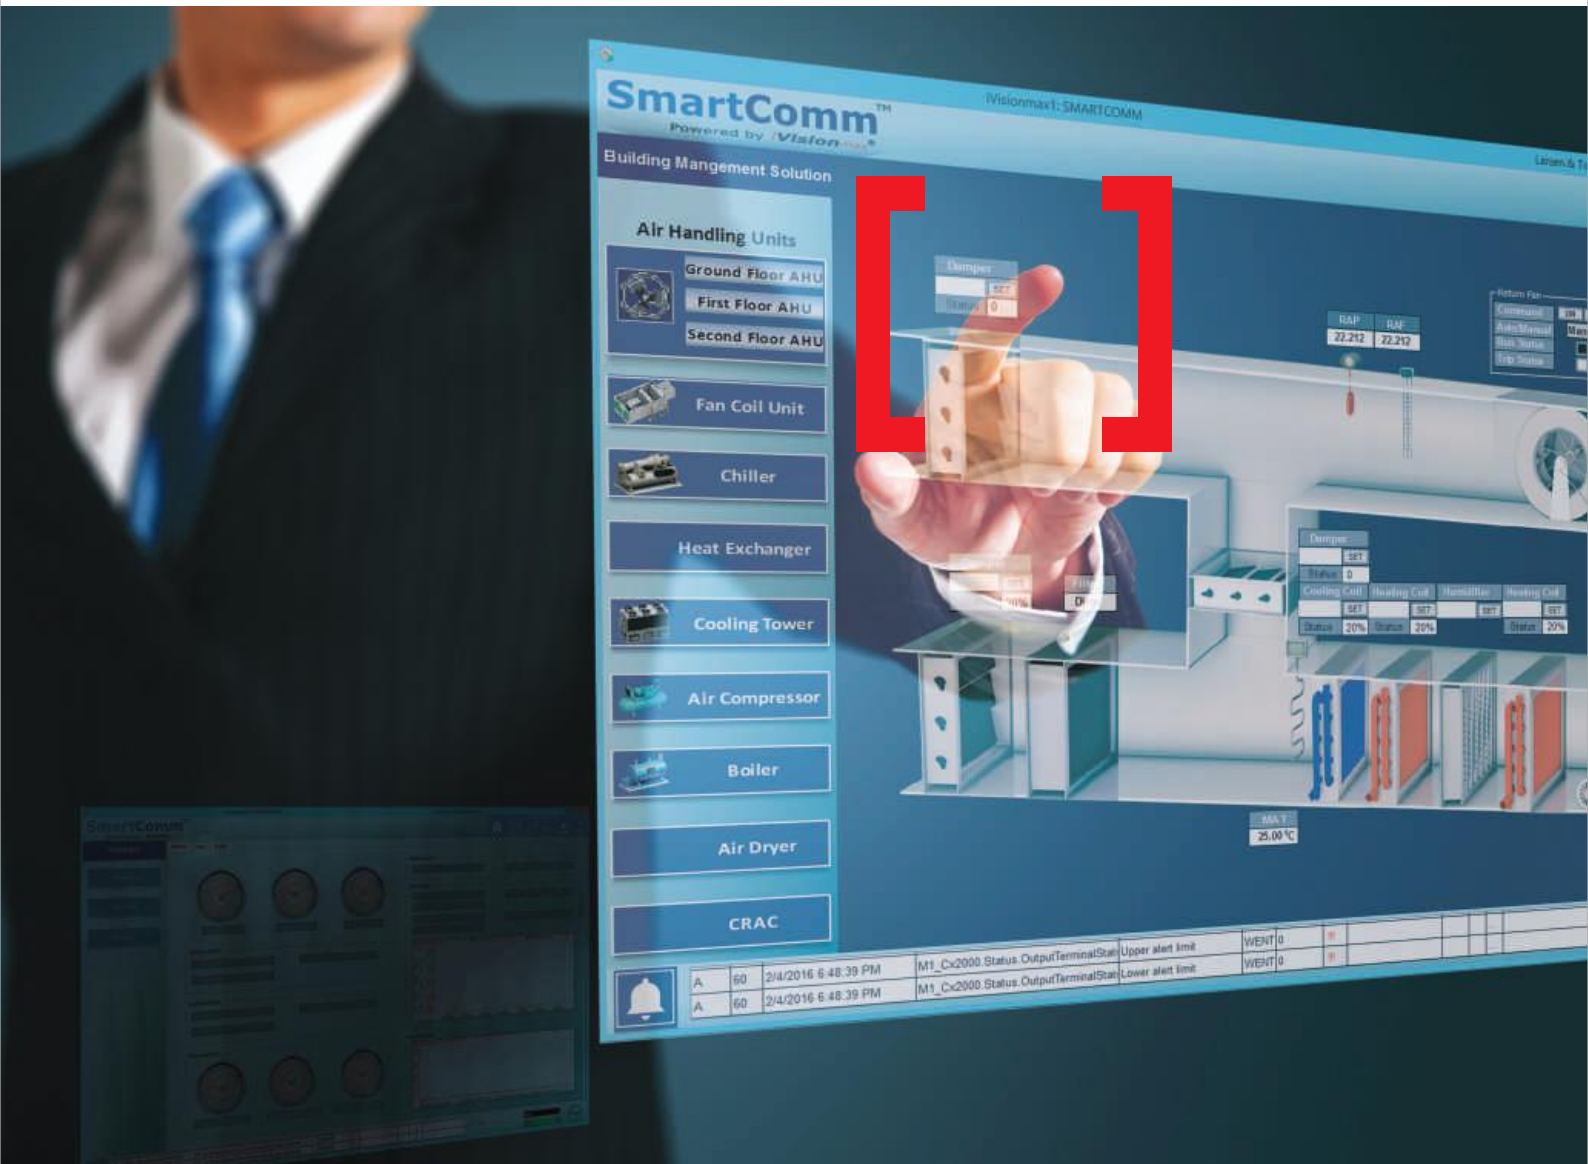 iVisionmax1: SMARTCOMM
SmartComm™
Powered by iVisionmax®
Building Mangement Solution
Air Handling Units
Ground Floor AHU
First Floor AHU
Second Floor AHU
Fan Coil Unit
Chiller
Heat Exchanger
Cooling Tower
Air Compressor
Boiler
Air Dryer
CRAC
Damper
SET
Status 0
RAP RAF
22.212 22.212
Return Fan
Command
Auto/Manual Man
Run Status
Trip Status
Damper
SET
Status 0
Cooling Coil Heating Coil Humidifier Heating Coil
SET SET SET SET
Status 20% Status 20% Status 20%
MAT
25.00 °C
A 60 2/4/2016 6:48:39 PM M1_Cx2000.Status.OutputTerminalStat Upper alert limit WENT 0
A 60 2/4/2016 6:48:39 PM M1_Cx2000.Status.OutputTerminalStat Lower alert limit WENT 0
SmartComm